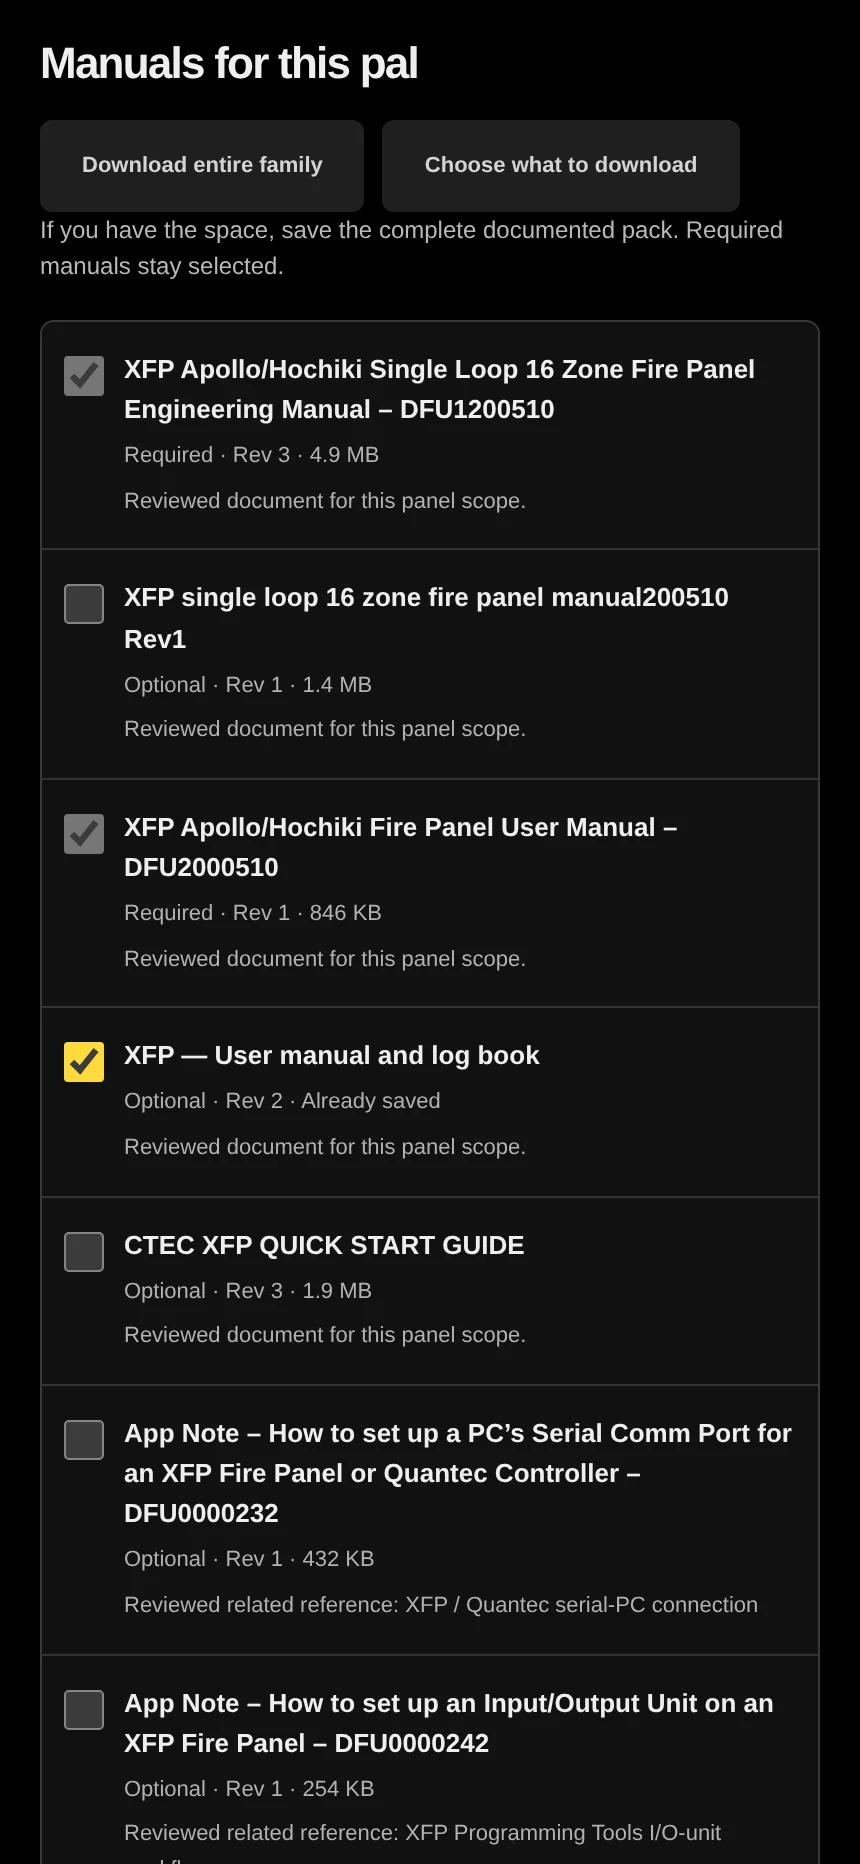 Manuals for this pal
Download entire family
Choose what to download
If you have the space, save the complete documented pack. Required
manuals stay selected.
XFP Apollo/Hochiki Single Loop 16 Zone Fire Panel
Engineering Manual – DFU1200510
Required · Rev 3 · 4.9 MB
Reviewed document for this panel scope.
XFP single loop 16 zone fire panel manual200510
Rev1
Optional · Rev 1 · 1.4 MB
Reviewed document for this panel scope.
XFP Apollo/Hochiki Fire Panel User Manual –
DFU2000510
Required · Rev 1 · 846 KB
Reviewed document for this panel scope.
XFP — User manual and log book
Optional · Rev 2 · Already saved
Reviewed document for this panel scope.
CTEC XFP QUICK START GUIDE
Optional · Rev 3 · 1.9 MB
Reviewed document for this panel scope.
App Note – How to set up a PC’s Serial Comm Port for
an XFP Fire Panel or Quantec Controller –
DFU0000232
Optional · Rev 1 · 432 KB
Reviewed related reference: XFP / Quantec serial-PC connection
App Note – How to set up an Input/Output Unit on an
XFP Fire Panel – DFU0000242
Optional · Rev 1 · 254 KB
Reviewed related reference: XFP Programming Tools I/O-unit